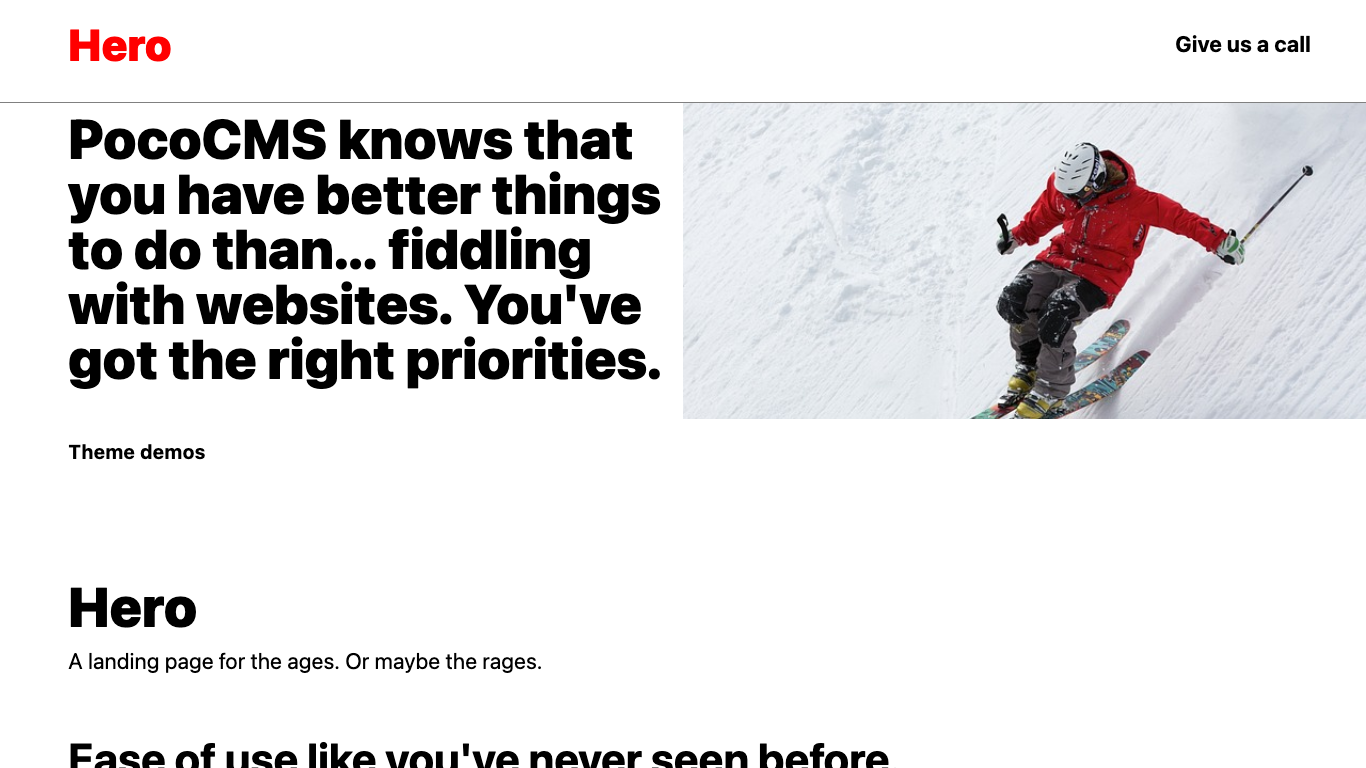 Hero
Give us a call
PocoCMS knows that
you have better things
to do than... fiddling
with websites. You've
got the right priorities.
Theme demos
Hero
A landing page for the ages. Or maybe the rages.
Ease of use like you've never seen before